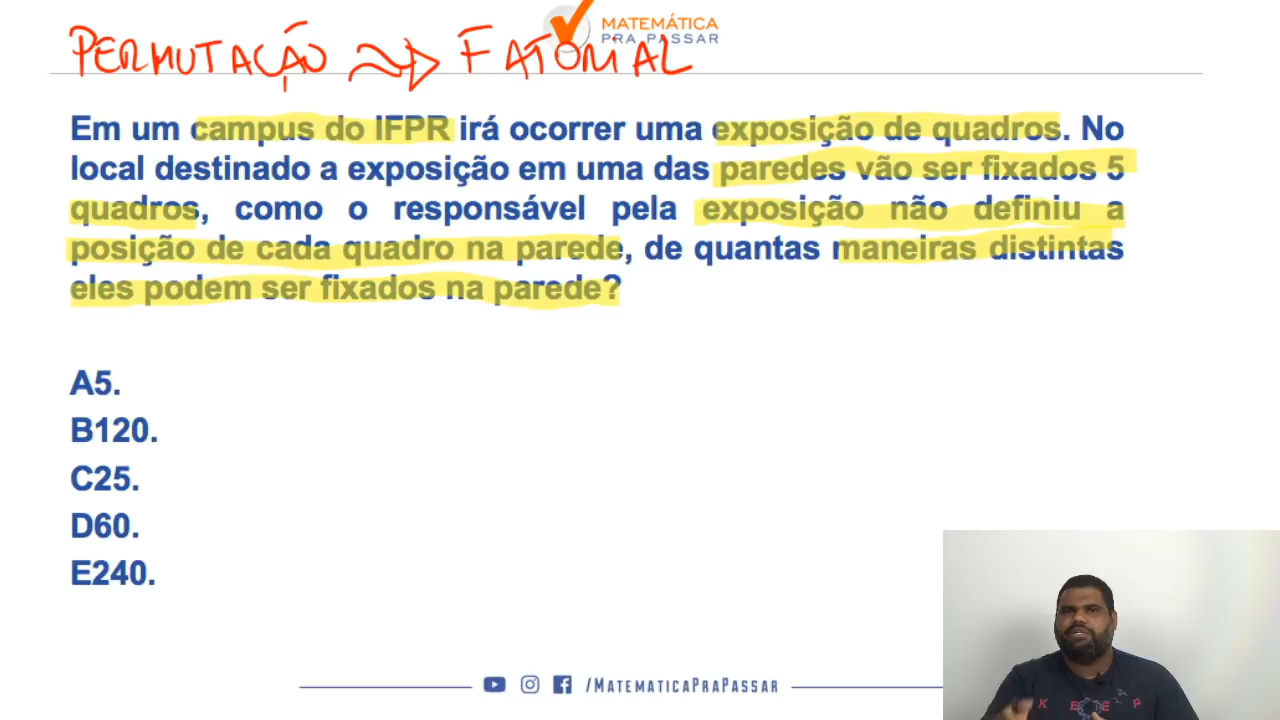 MATEMÁTICA
PRA PASSAR
PERMUTAÇÃO FATORIAL
Em um campus do IFPR irá ocorrer uma exposição de quadros. No
local destinado a exposição em uma das paredes vão ser fixados 5
quadros, como o responsável pela exposição não definiu a
posição de cada quadro na parede, de quantas maneiras distintas
eles podem ser fixados na parede?
A5.
B120.
C25.
D60.
E240.
/MATEMATICAPRAPASSAR